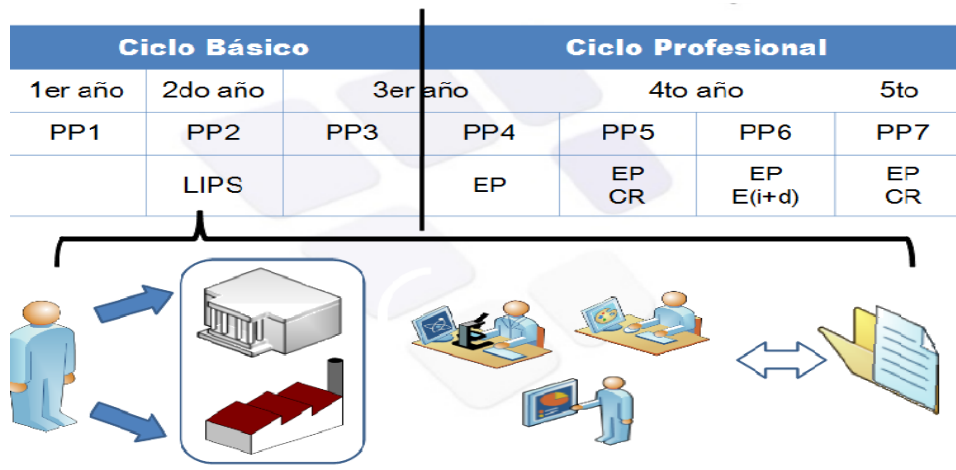 Ciclo Básico Ciclo Profesional
1er año 2do año 3er año 4to año 5to
PP1 PP2 PP3 PP4 PP5 PP6 PP7
LIPS EP EP EP EP
CR E(i+d) CR